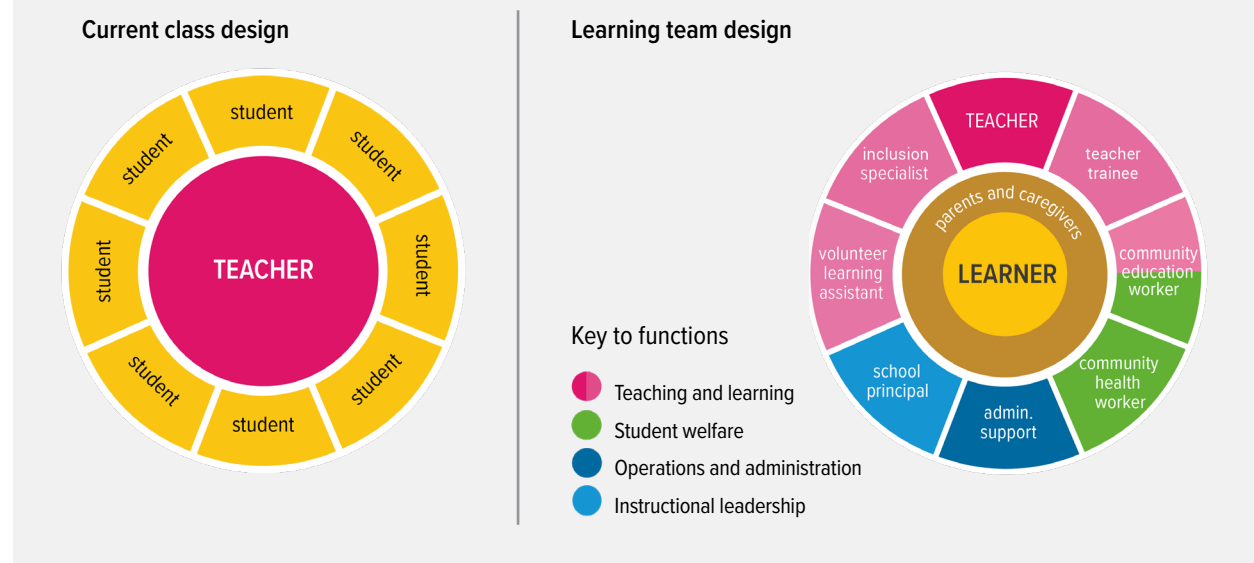 Current class design
student
student
student
student
student
student
student
student
TEACHER
Learning team design
TEACHER
teacher
trainee
community
education
worker
community
health
worker
admin.
support
school
principal
volunteer
learning
assistant
inclusion
specialist
parents and caregivers
LEARNER
Key to functions
Teaching and learning
Student welfare
Operations and administration
Instructional leadership